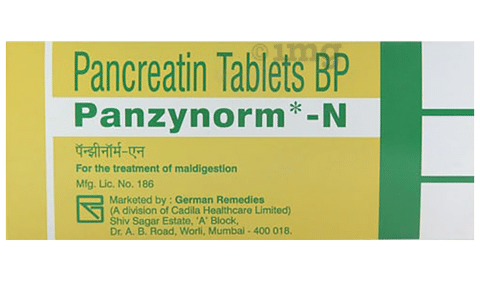 Pancreatin Tablets BP
Panzynorm*-N
पॅन्झीनॉर्म-एन
For the treatment of maldigestion
Mfg. Lic. No. 186
Marketed by : German Remedies
(A division of Cadila Healthcare Limited)
Shiv Sagar Estate, 'A' Block,
Dr. A. B. Road, Worli, Mumbai - 400 018.